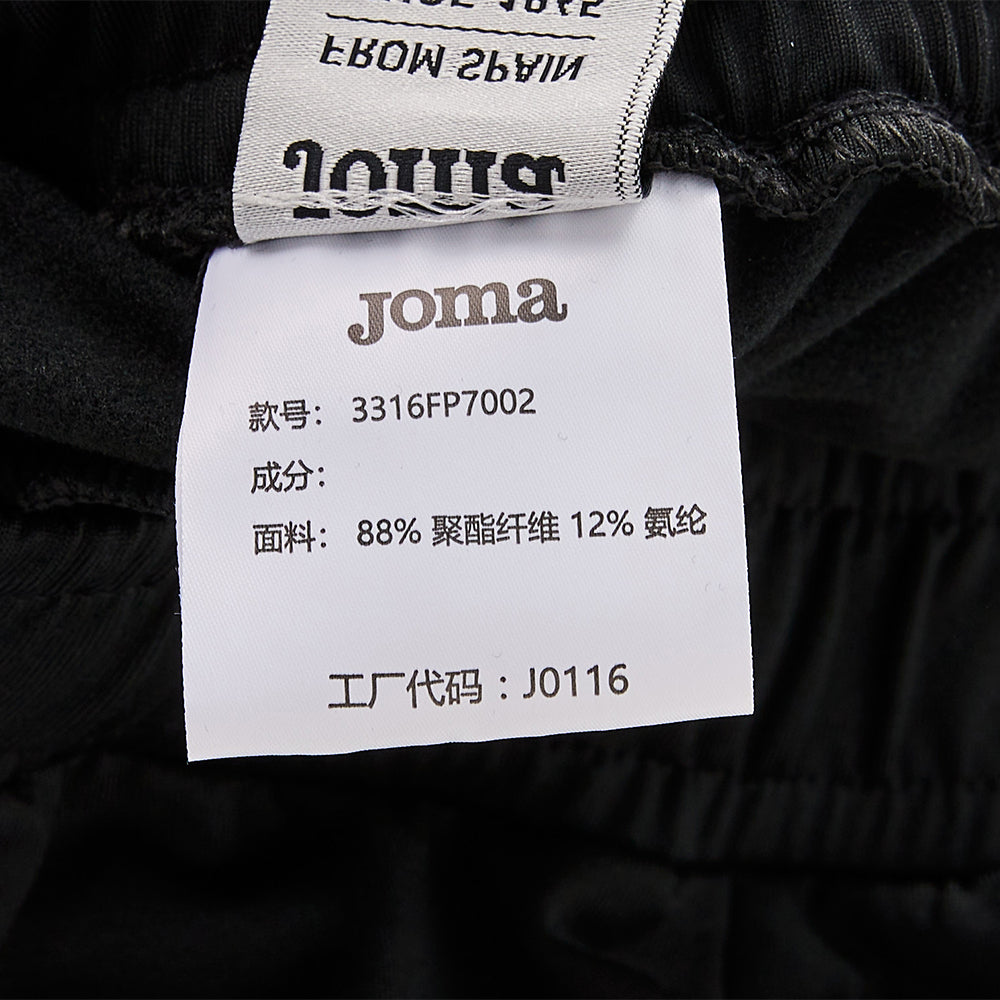 FROM SPAIN
Joma
Joma
款号： 3316FP7002
成分：
面料： 88% 聚酯纤维 12% 氨纶
工厂代码：J0116